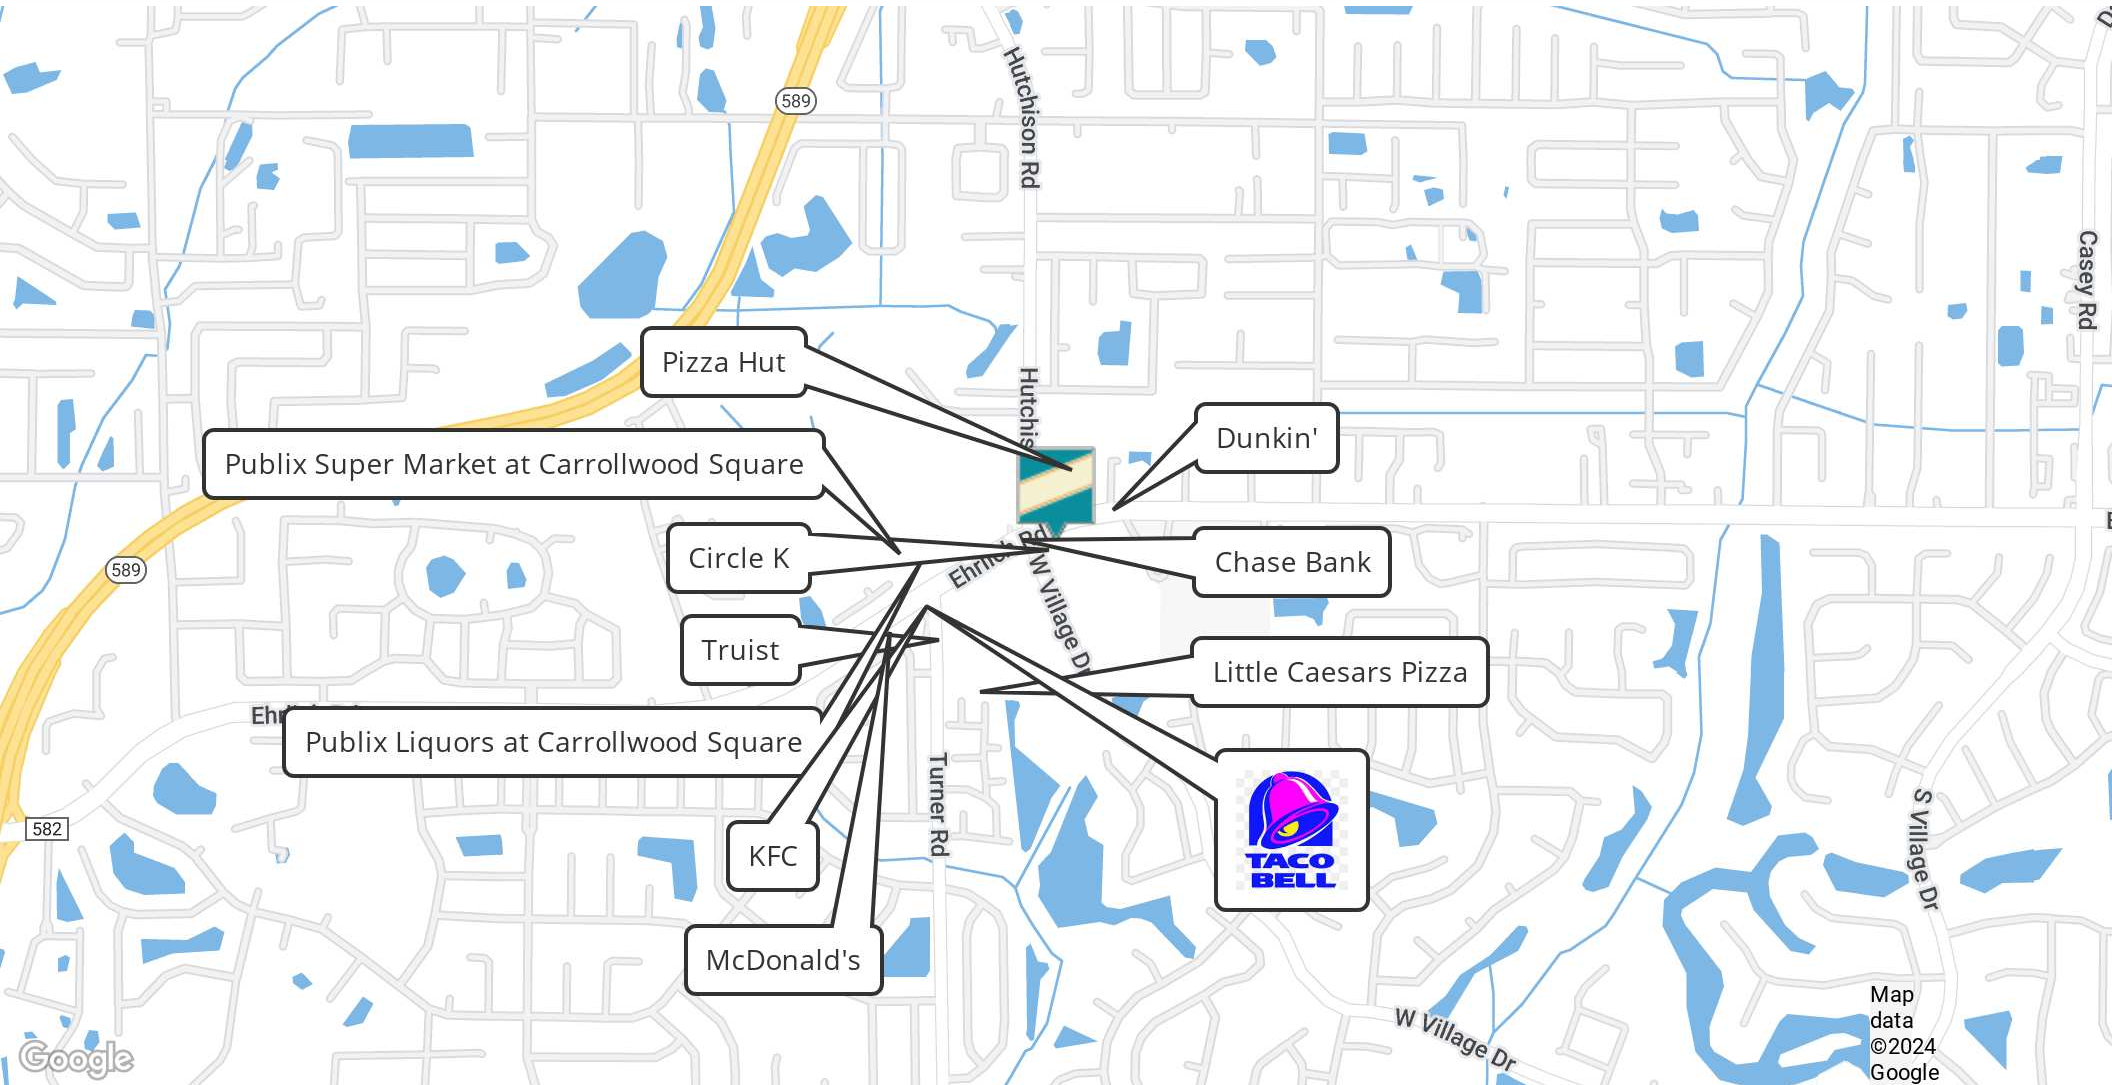 589
Hutchison Rd
Casey Rd
Pizza Hut
Hutchis
Dunkin'
Publix Super Market at Carrollwood Square
Circle K
Ehrlich Rd
Chase Bank
589
W Village Dr
Truist
Little Caesars Pizza
Publix Liquors at Carrollwood Square
Turner Rd
TACO
BELL
582
S Village Dr
KFC
McDonald's
W Village Dr
Map
data
©2024
Google
Google